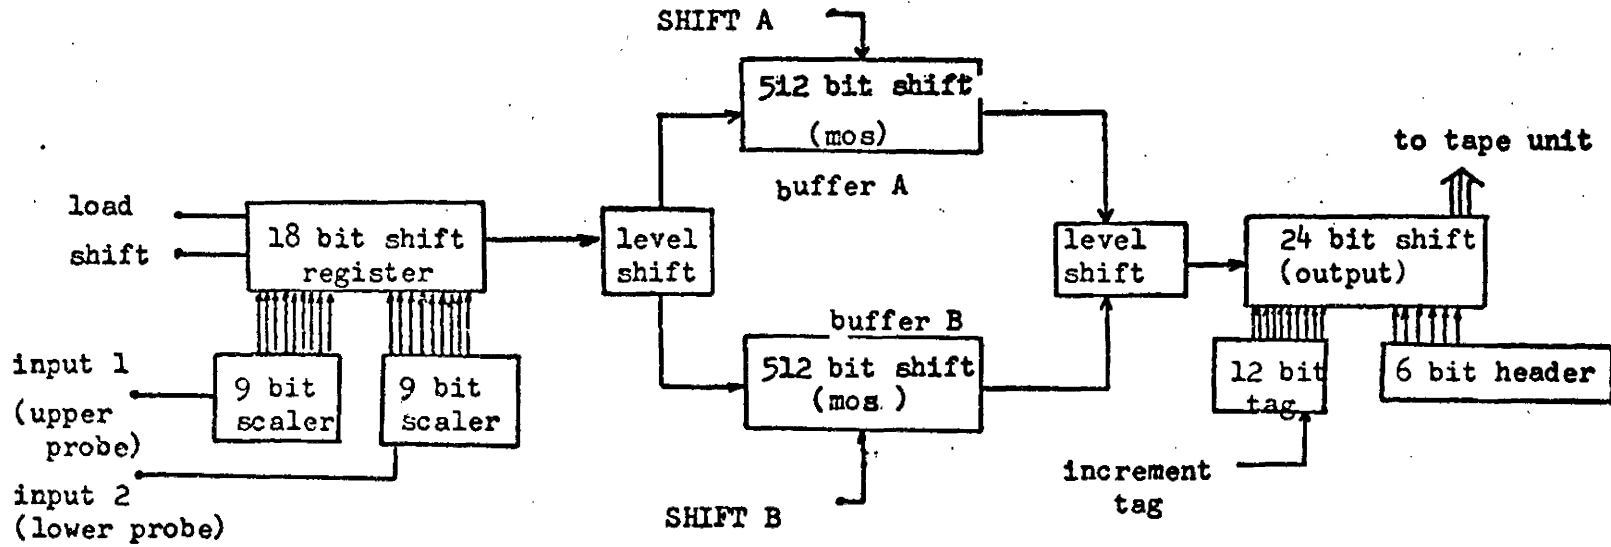 SHIFT A
512 bit shift
(mos)
buffer A
to tape unit
load
shift
18 bit shift
register
level
shift
level
shift
24 bit shift
(output)
buffer B
512 bit shift
(mos.)
input 1
(upper
probe)
9 bit
scaler
9 bit
scaler
12 bit
tag
6 bit header
input 2
(lower probe)
SHIFT B
increment
tag